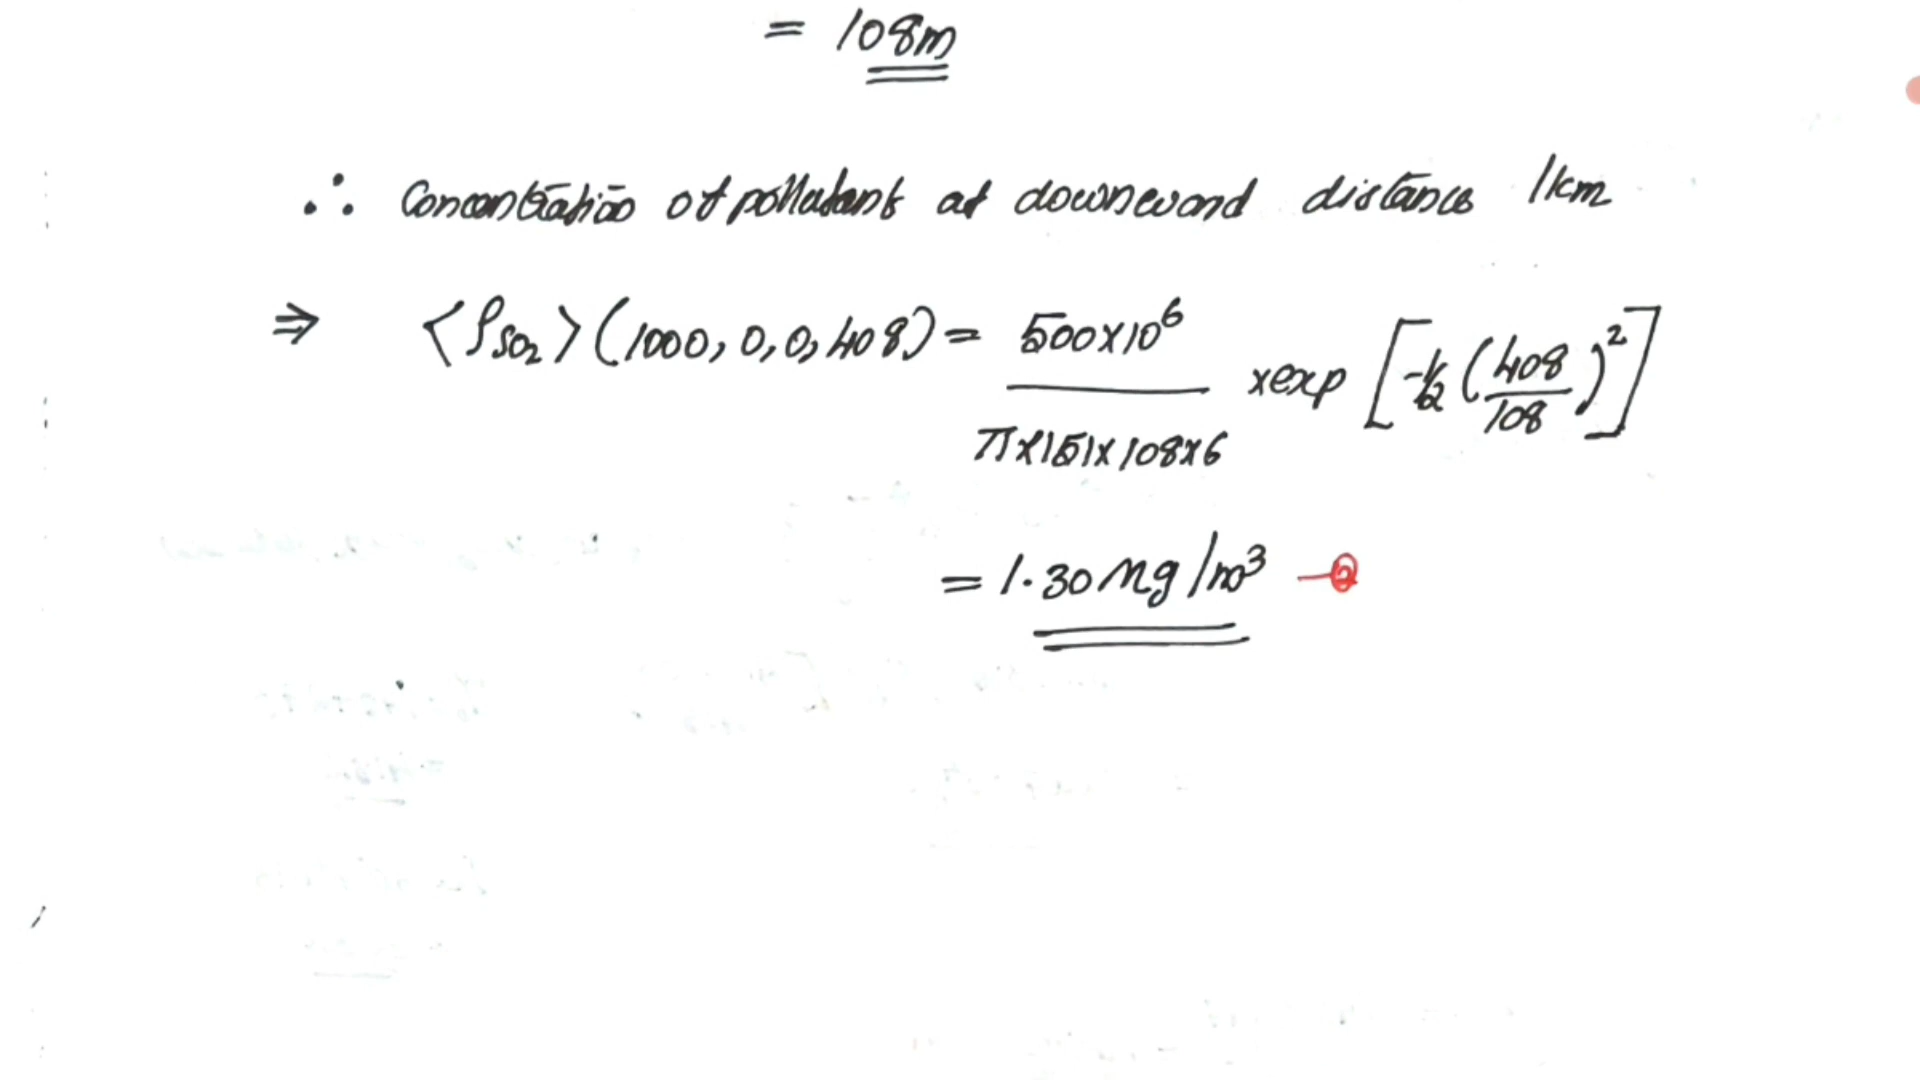 = 108m
∴ Concentration of pollutant at downwand distance 1km
⇒ <ρSO₂>(1000, 0, 0, 408) = 500×10⁶ / π×151×108×6 ×exp [-1/2 (408/108)²]
= 1.30 Mg/m³ —②